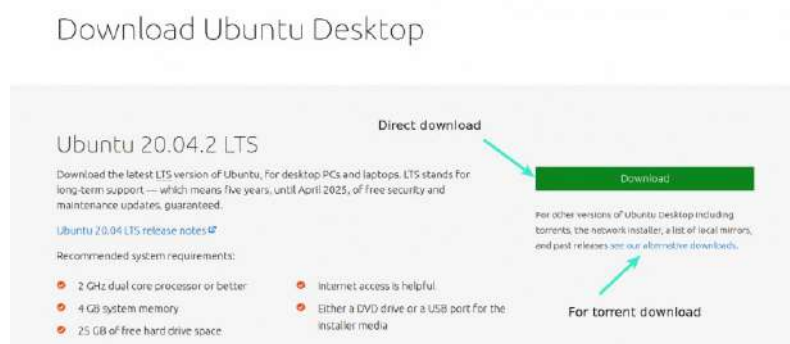 Download Ubuntu Desktop
Direct download
Ubuntu 20.04.2 LTS
Download the latest LTS version of Ubuntu, for desktop PCs and laptops. LTS stands for
long-term support — which means five years, until April 2025, of free security and
maintenance updates, guaranteed.
Ubuntu 20.04 LTS release notes
Recommended system requirements:
2 GHz dual core processor or better
4 GB system memory
25 GB of free hard drive space
Internet access is helpful
Either a DVD drive or a USB port for the
installer media
Download
For other versions of Ubuntu Desktop including
torrents, the network installer, a list of local mirrors,
and past releases see our alternative downloads.
For torrent download